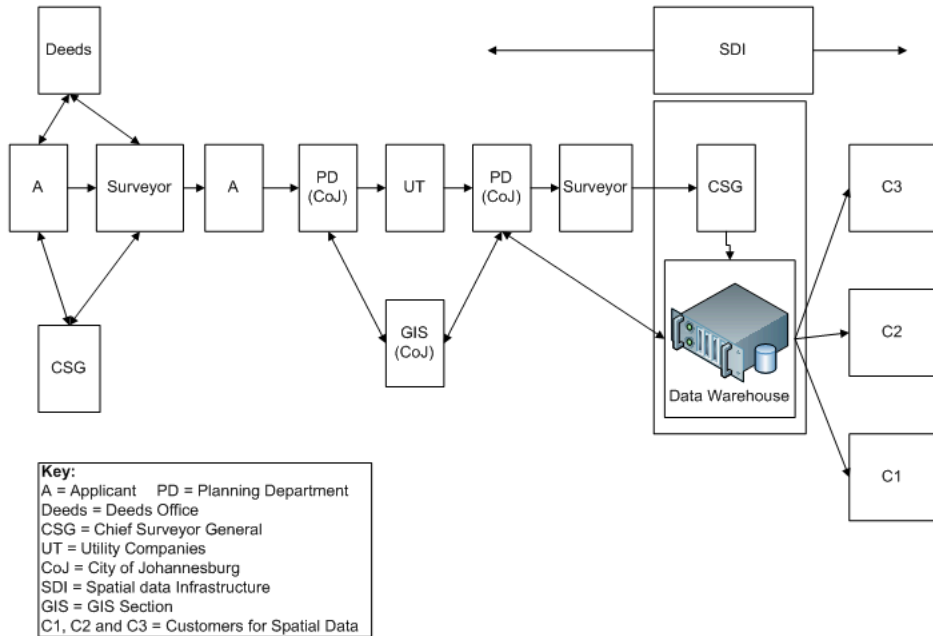 Deeds
SDI
A
Surveyor
A
PD
(CoJ)
UT
PD
(CoJ)
Surveyor
CSG
C3
CSG
GIS
(CoJ)
Data Warehouse
C2
C1
Key:
A = Applicant PD = Planning Department
Deeds = Deeds Office
CSG = Chief Surveyor General
UT = Utility Companies
CoJ = City of Johannesburg
SDI = Spatial data Infrastructure
GIS = GIS Section
C1, C2 and C3 = Customers for Spatial Data